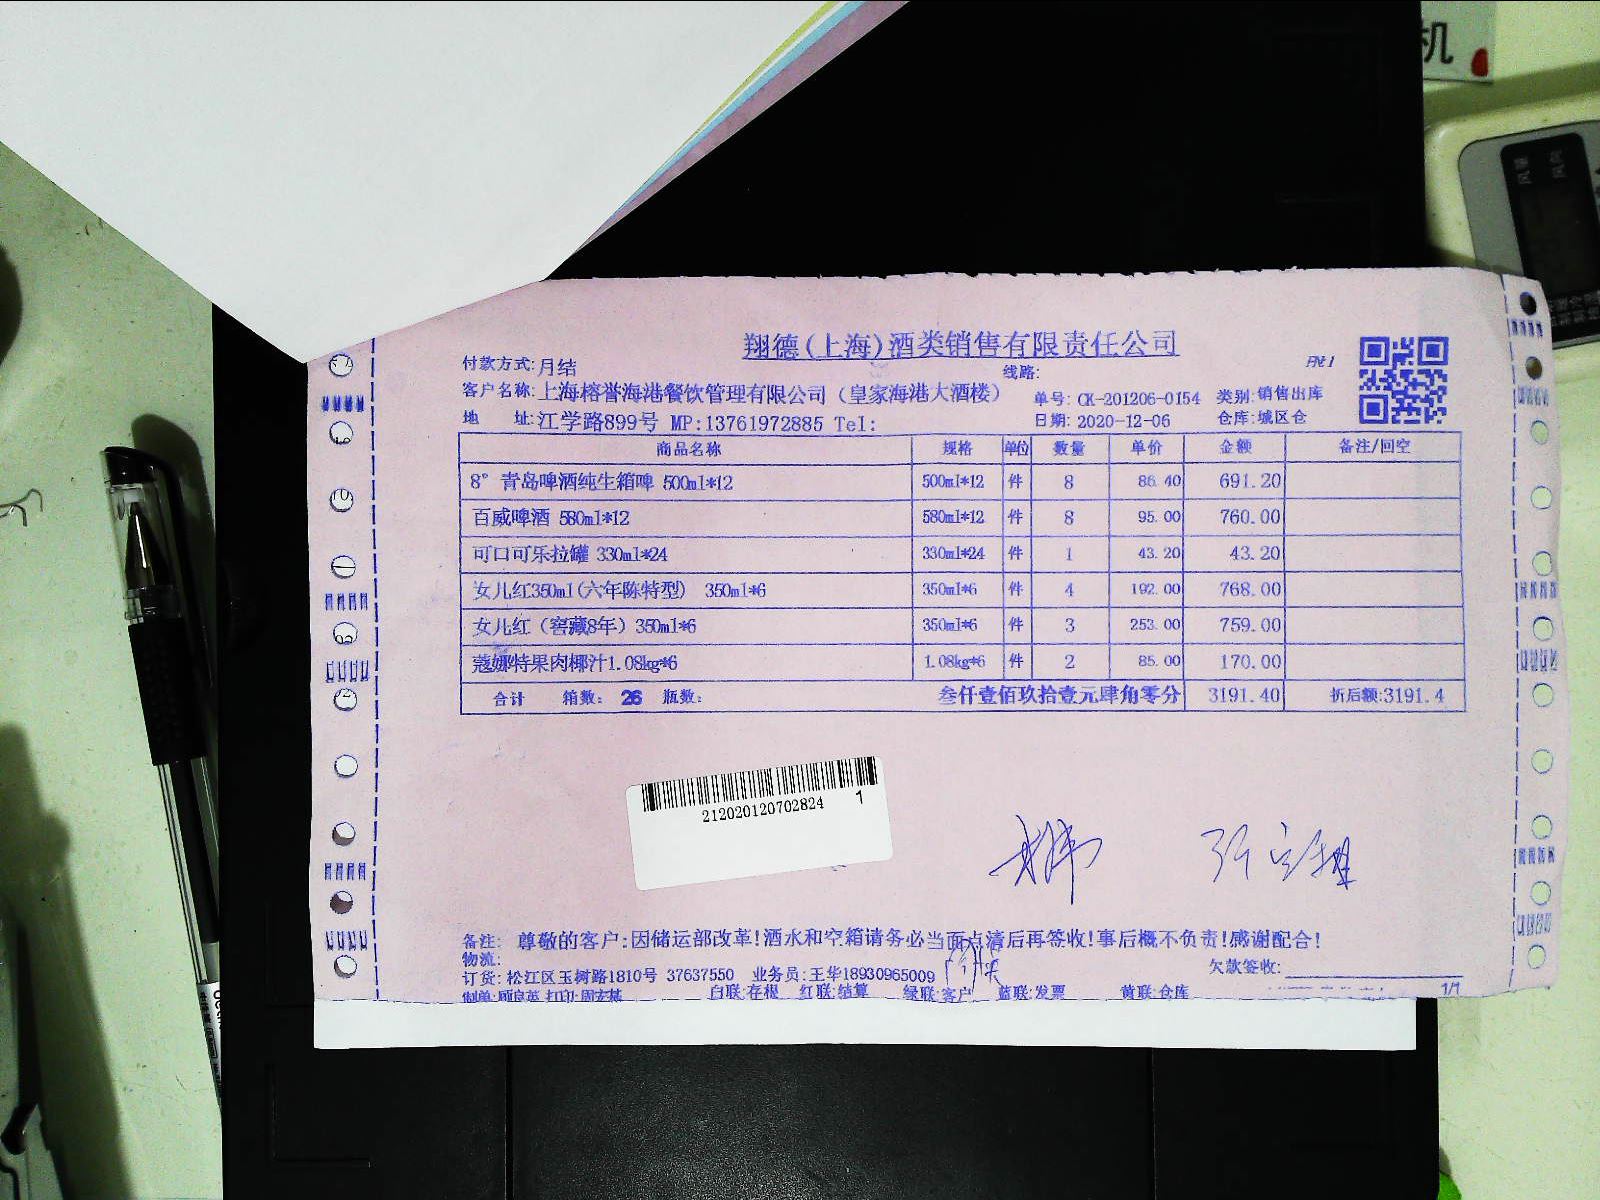 机
翔德(上海)酒类销售有限责任公司
付款方式:月结
线路:
客户名称:上海榕誉海港餐饮管理有限公司（皇家海港大酒楼）
单号: CK-201206-0154 类别:销售出库
地 址:江学路899号 MP:13761972885 Tel:
日期: 2020-12-06 仓库:城区仓
商品名称 规格 单位 数量 单价 金额 备注/回空
8°青岛啤酒纯生箱啤 500ml*12 500ml*12 件 8 86.40 691.20
百威啤酒 580ml*12 580ml*12 件 8 95.00 760.00
可口可乐拉罐 330ml*24 330ml*24 件 1 43.20 43.20
女儿红350ml(六年陈特型) 350ml*6 350ml*6 件 4 192.00 768.00
女儿红（窖藏8年）350ml*6 350ml*6 件 3 253.00 759.00
蔻娜特果肉椰汁1.08kg*6 1.08kg*6 件 2 85.00 170.00
合计 箱数: 26 瓶数: 叁仟壹佰玖拾壹元肆角零分 3191.40 折后额:3191.4
212020120702824 1
备注: 尊敬的客户:因储运部改革!酒水和空箱请务必当面点清后再签收!事后概不负责!感谢配合!
物流:
欠款签收:
订货: 松江区玉树路1810号 37637550 业务员:王华18930965009
制单:顾良英 打印:周宏基 白联:存根 红联:结算 绿联:客户 蓝联:发票 黄联:仓库 1/1
风量 风向